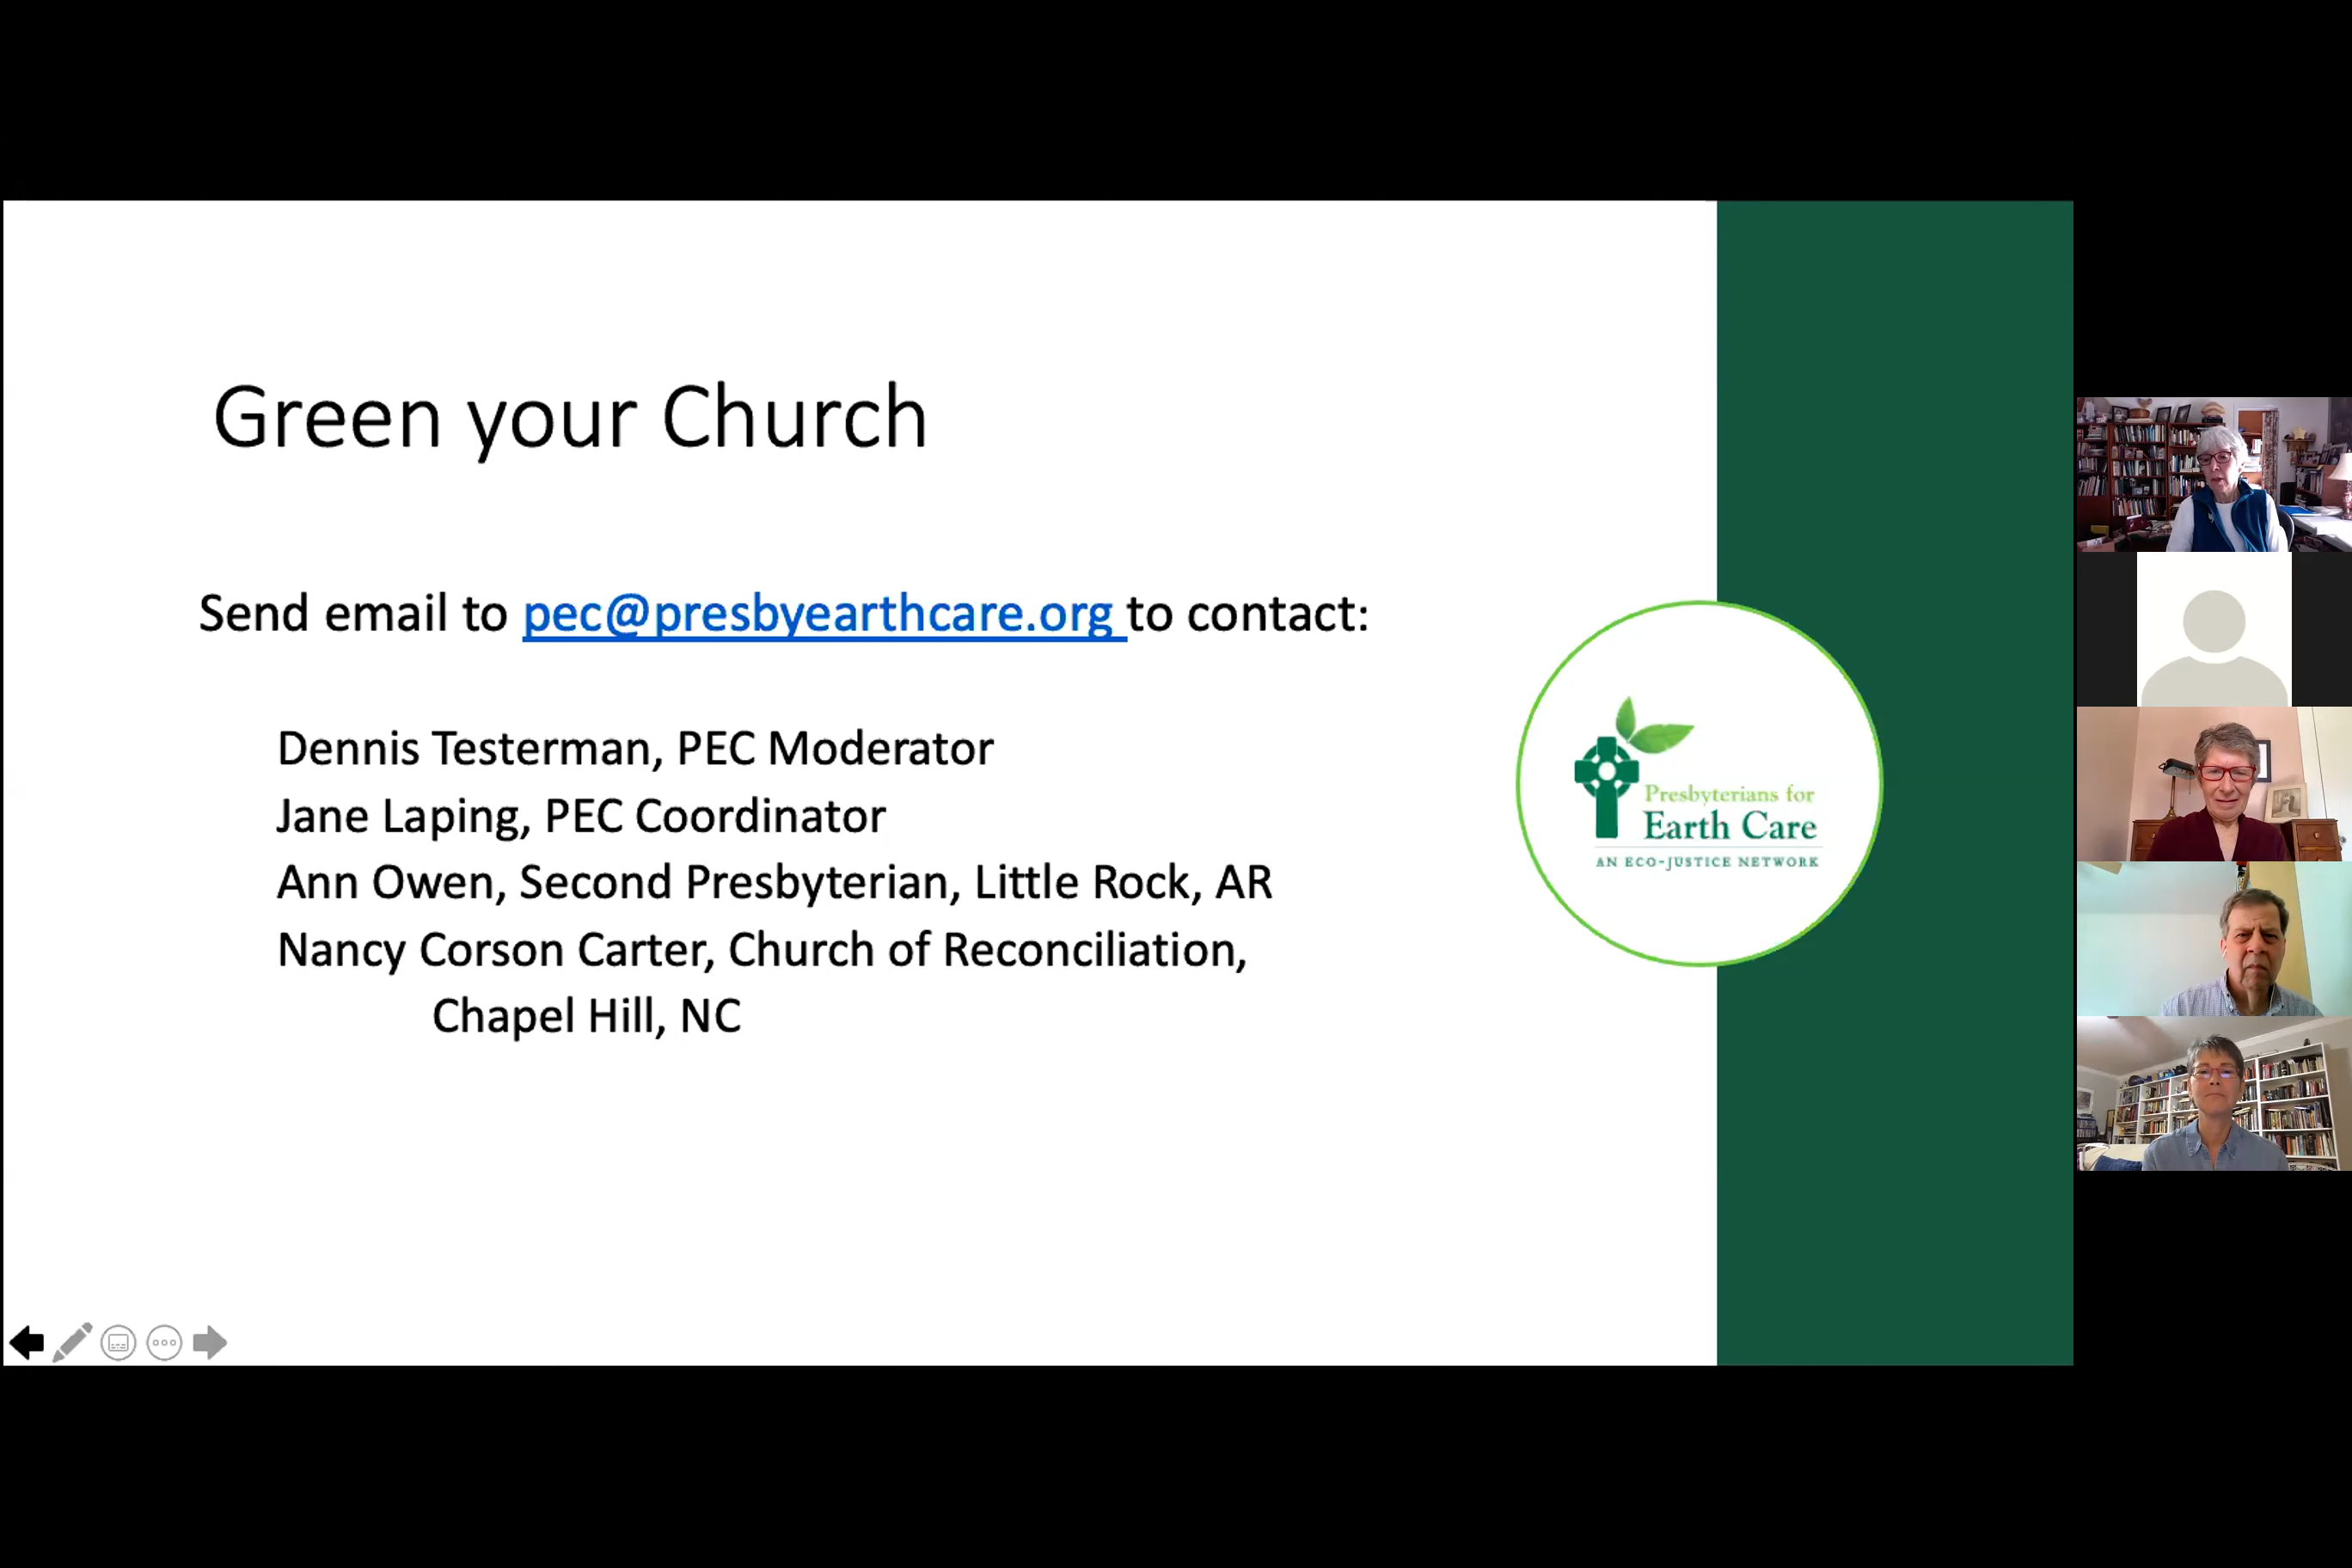 Green your Church
Send email to pec@presbyearthcare.org to contact:
Dennis Testerman, PEC Moderator
Jane Laping, PEC Coordinator
Ann Owen, Second Presbyterian, Little Rock, AR
Nancy Corson Carter, Church of Reconciliation,
Chapel Hill, NC
Presbyterians for
Earth Care
AN ECO-JUSTICE NETWORK